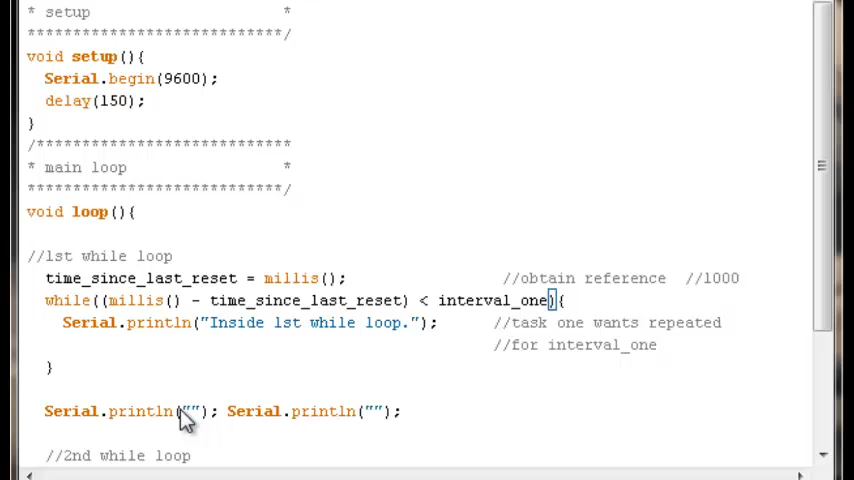 * setup *
****************************/
void setup(){
Serial.begin(9600);
delay(150);
}
/****************************
* main loop *
****************************/
void loop(){
//1st while loop
time_since_last_reset = millis(); //obtain reference //1000
while((millis() - time_since_last_reset) < interval_one){
Serial.println("Inside 1st while loop."); //task one wants repeated
//for interval_one
}
Serial.println(""); Serial.println("");
//2nd while loop